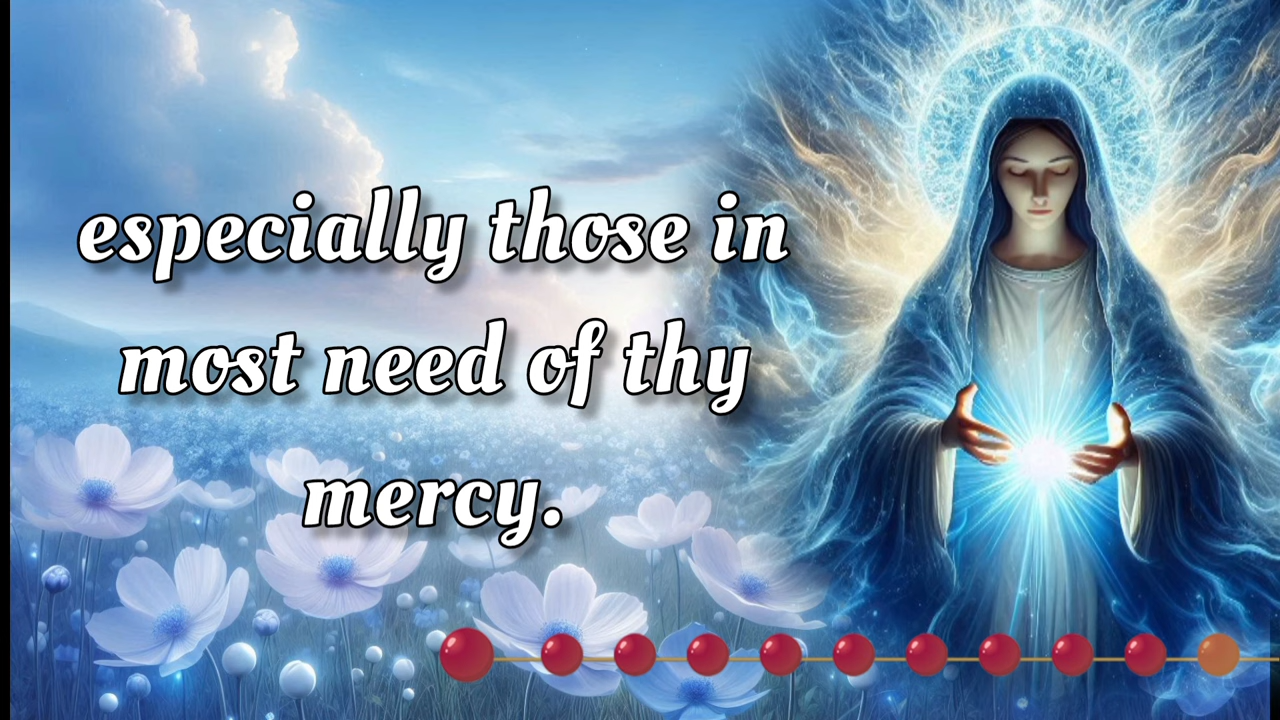 especially those in
most need of thy
mercy.